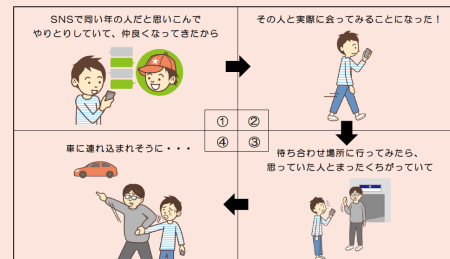 SNSで同い年の人だと思いこんで
やりとりしていて、仲良くなってきたから
その人と実際に会ってみることになった！
①
②
④
③
待ち合わせ場所に行ってみたら、
思っていた人とまったくちがっていて
車に連れ込まれそうに・・・